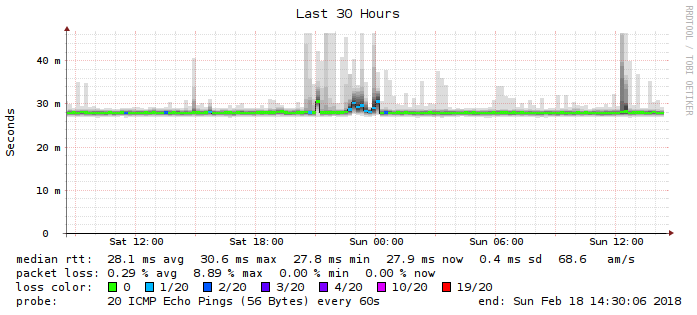 Last 30 Hours
RRDTOOL / TOBI OETIKER
Seconds
40 m
30 m
20 m
10 m
0
Sat 12:00 Sat 18:00 Sun 00:00 Sun 06:00 Sun 12:00
median rtt: 28.1 ms avg 30.6 ms max 27.8 ms min 27.9 ms now 0.4 ms sd 68.6 am/s
packet loss: 0.29 % avg 8.89 % max 0.00 % min 0.00 % now
loss color: 0 1/20 2/20 3/20 4/20 10/20 19/20
probe: 20 ICMP Echo Pings (56 Bytes) every 60s end: Sun Feb 18 14:30:06 2018